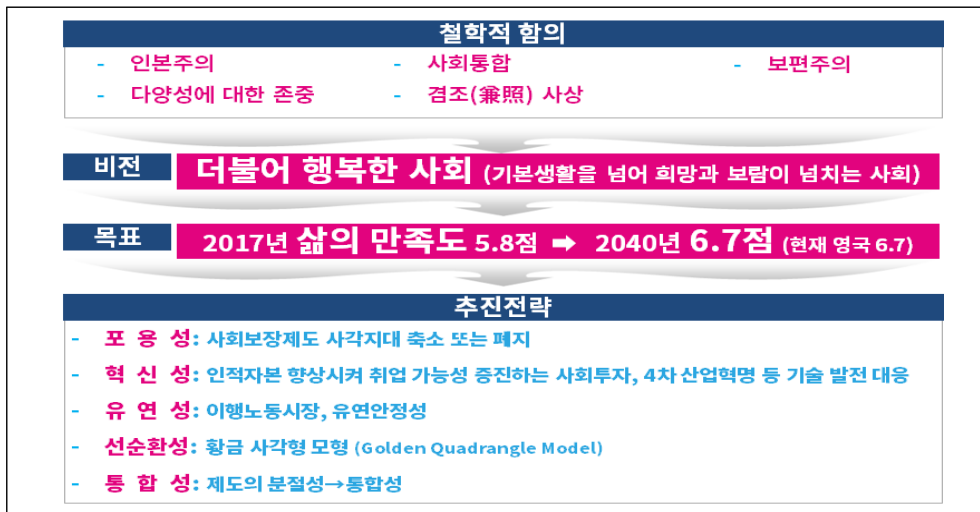 철학적 함의
- 인본주의 - 사회통합 - 보편주의
- 다양성에 대한 존중 - 겸조(兼照) 사상
비전 더불어 행복한 사회 (기본생활을 넘어 희망과 보람이 넘치는 사회)
목표 2017년 삶의 만족도 5.8점 ➡ 2040년 6.7점 (현재 영국 6.7)
추진전략
- 포 용 성: 사회보장제도 사각지대 축소 또는 폐지
- 혁 신 성: 인적자본 향상시켜 취업 가능성 증진하는 사회투자, 4차 산업혁명 등 기술 발전 대응
- 유 연 성: 이행노동시장, 유연안정성
- 선순환성: 황금 사각형 모형 (Golden Quadrangle Model)
- 통 합 성: 제도의 분절성→통합성